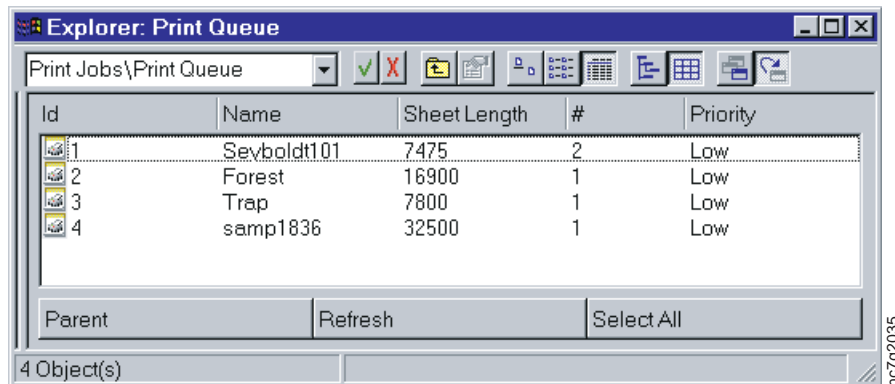 Explorer: Print Queue
Print Jobs\Print Queue
Id Name Sheet Length # Priority
1 Seyboldt101 7475 2 Low
2 Forest 16900 1 Low
3 Trap 7800 1 Low
4 samp1836 32500 1 Low
Parent Refresh Select All
4 Object(s)